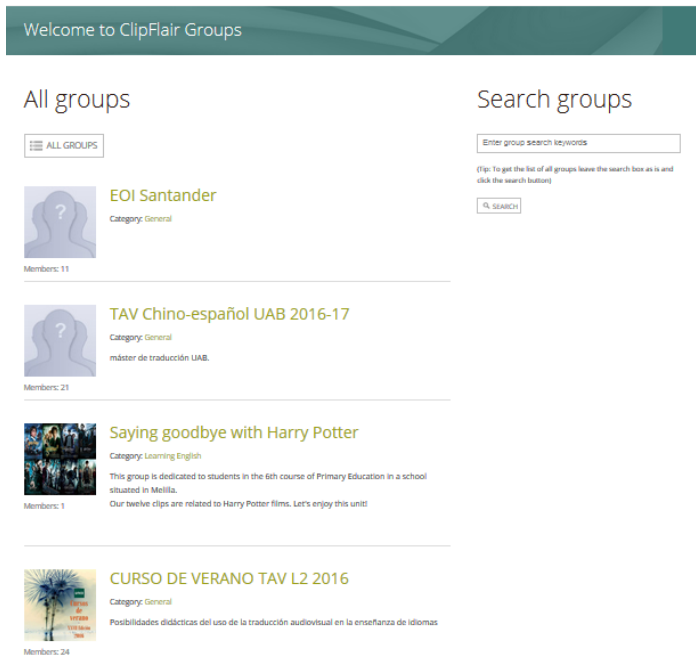 Welcome to ClipFlair Groups
All groups
ALL GROUPS
EOI Santander
Category: General
Members: 11
TAV Chino-español UAB 2016-17
Category: General
máster de traducción UAB.
Members: 21
Saying goodbye with Harry Potter
Category: Learning English
This group is dedicated to students in the 6th course of Primary Education in a school
situated in Melilla.
Our twelve clips are related to Harry Potter films. Let's enjoy this unit!
Members: 1
CURSO DE VERANO TAV L2 2016
Category: General
Posibilidades didácticas del uso de la traducción audiovisual en la enseñanza de idiomas
Cursos
de
verano
Members: 24
Search groups
Enter group search keywords
(Tip: To get the list of all groups leave the search box as is and
click the search button)
SEARCH